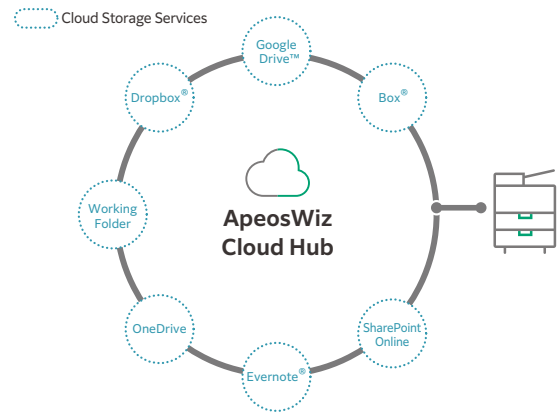 Cloud Storage Services
Google
Drive™
Dropbox®
Box®
Working
Folder
ApeosWiz
Cloud Hub
OneDrive
SharePoint
Online
Evernote®